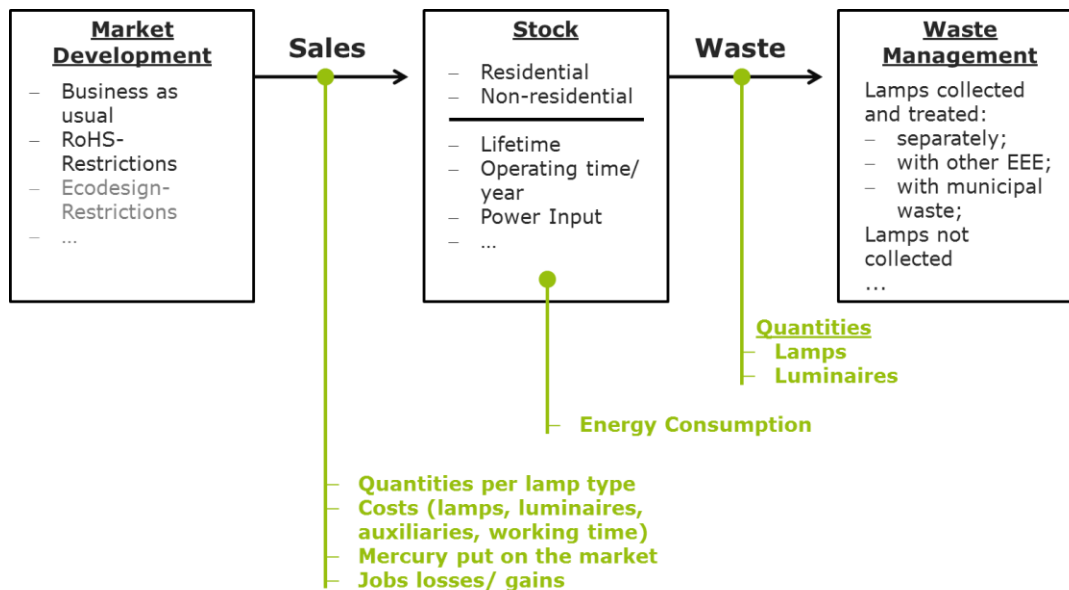 Market
Development
– Business as
usual
– RoHS-
Restrictions
– Ecodesign-
Restrictions
– ...
Sales
Stock
– Residential
– Non-residential
– Lifetime
– Operating time/
year
– Power Input
– ...
Waste
Waste
Management
Lamps collected
and treated:
– separately;
– with other EEE;
– with municipal
waste;
Lamps not
collected
...
Quantities
– Lamps
– Luminaires
– Energy Consumption
– Quantities per lamp type
– Costs (lamps, luminaires,
auxiliaries, working time)
– Mercury put on the market
– Jobs losses/ gains